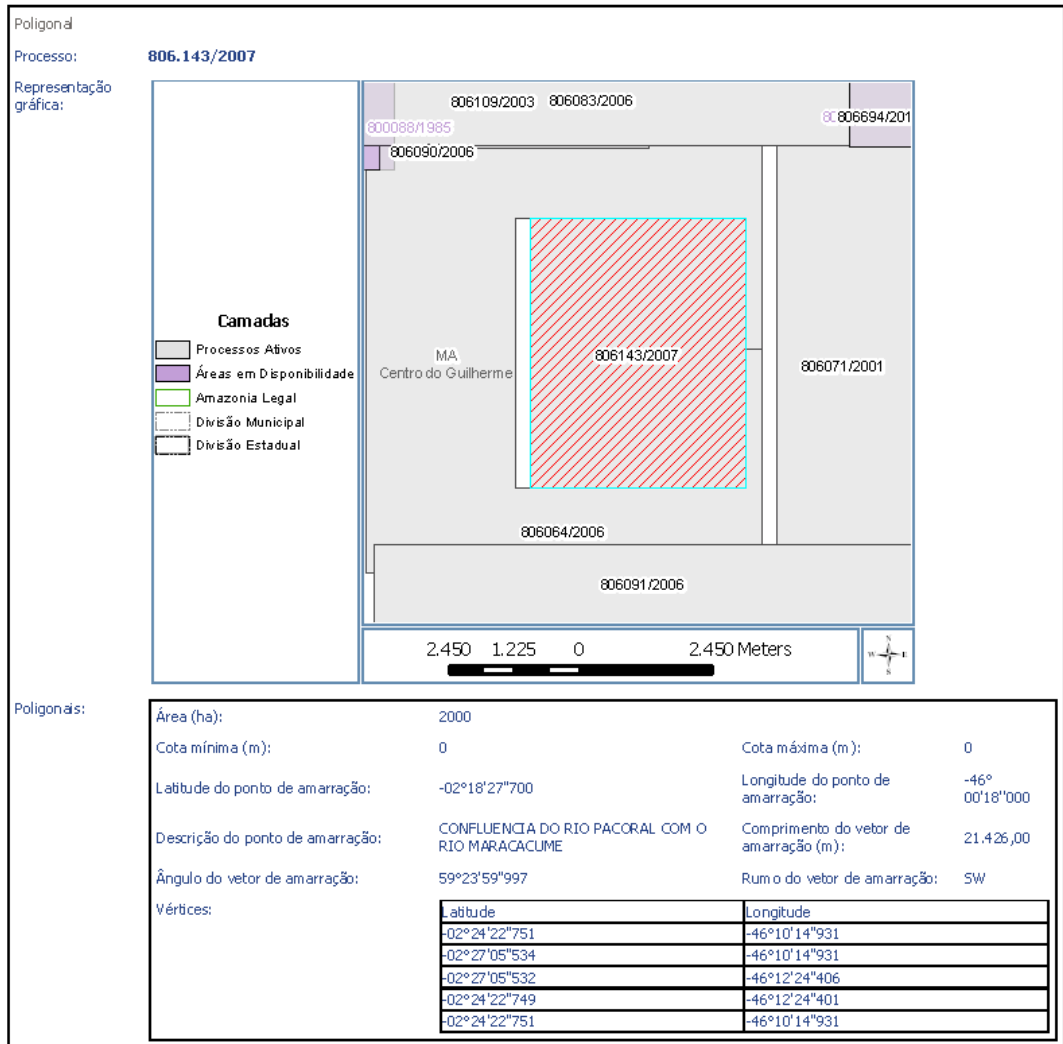 Poligonal
Processo: 806.143/2007
Representação gráfica:
806109/2003 806083/2006
800088/1985
806694/201
806090/2006
Camadas
Processos Ativos
Áreas em Disponibilidade
Amazonia Legal
Divisão Municipal
Divisão Estadual
MA
Centro do Guilherme
806143/2007
806071/2001
806064/2006
806091/2006
2.450 1.225 0 2.450 Meters
N
W E
S
Poligonais:
Área (ha): 2000
Cota mínima (m): 0 Cota máxima (m): 0
Latitude do ponto de amarração: -02°18'27"700 Longitude do ponto de amarração: -46°00'18"000
Descrição do ponto de amarração: CONFLUENCIA DO RIO PACORAL COM O RIO MARACACUME Comprimento do vetor de amarração (m): 21.426,00
Ângulo do vetor de amarração: 59°23'59"997 Rumo do vetor de amarração: SW
Vértices:
Latitude Longitude
-02°24'22"751 -46°10'14"931
-02°27'05"534 -46°10'14"931
-02°27'05"532 -46°12'24"406
-02°24'22"749 -46°12'24"401
-02°24'22"751 -46°10'14"931